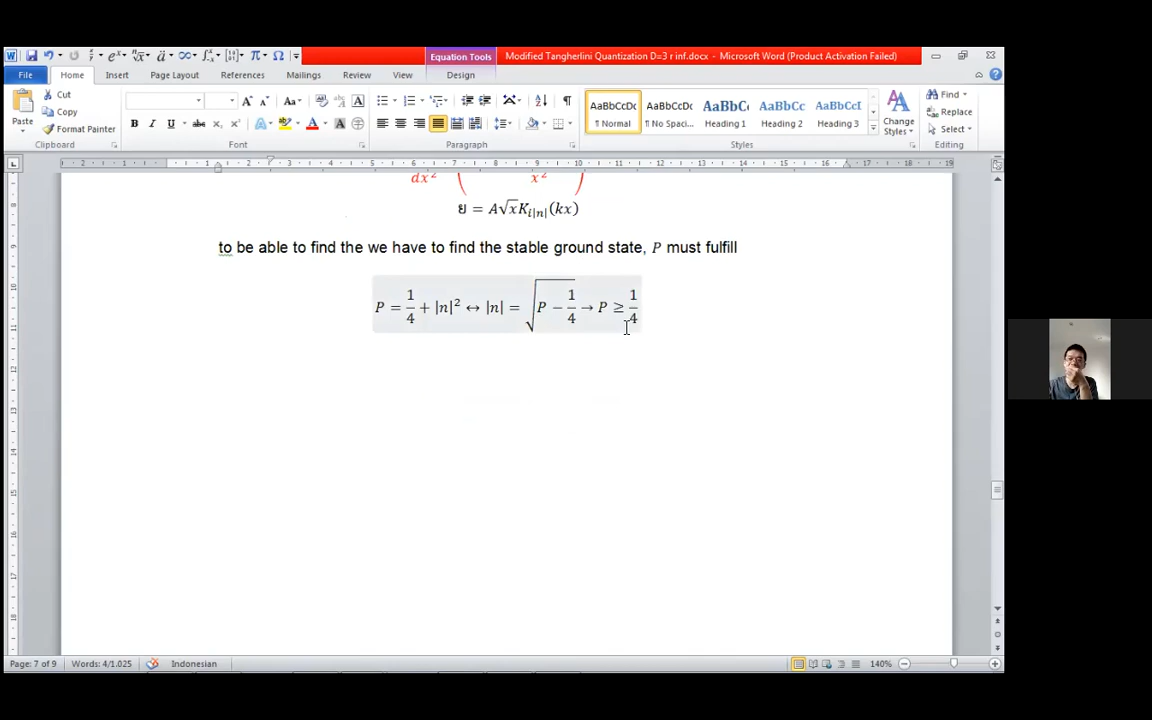 Equation Tools
Modified Tangherlini Quantization D=3 r inf.docx - Microsoft Word (Product Activation Failed)
File Home Insert Page Layout References Mailings Review View Design
Cut
Copy
Format Painter
Paste
Clipboard
Font
Paragraph
AaBbCcDc
¶ Normal
AaBbCcDc
¶ No Spaci...
AaBbC
Heading 1
AaBbCc
Heading 2
AaBbCcI
Heading 3
Change Styles
Styles
Find
Replace
Select
Editing
dx² ( x² )
ย = A√x K_{i|n|}(kx)
to be able to find the we have to find the stable ground state, P must fulfill
P = 1/4 + |n|² ↔ |n| = √(P − 1/4) → P ≥ 1/4
Page: 7 of 9 Words: 4/1.025 Indonesian 140%